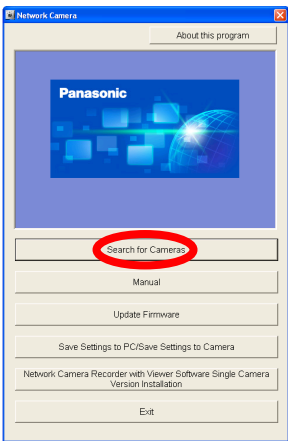 Network Camera
About this program
Panasonic
Search for Cameras
Manual
Update Firmware
Save Settings to PC/Save Settings to Camera
Network Camera Recorder with Viewer Software Single Camera
Version Installation
Exit